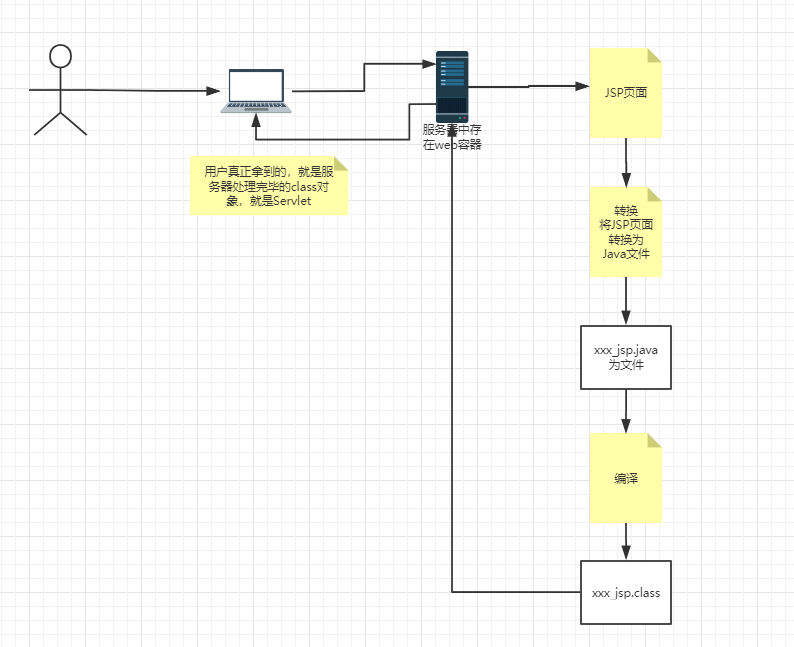 服务器中存
在web容器
JSP页面
用户真正拿到的，就是服
务器处理完毕的class对
象，就是Servlet
转换
将JSP页面
转换为
Java文件
xxx_jsp.java
为文件
编译
xxx_jsp.class